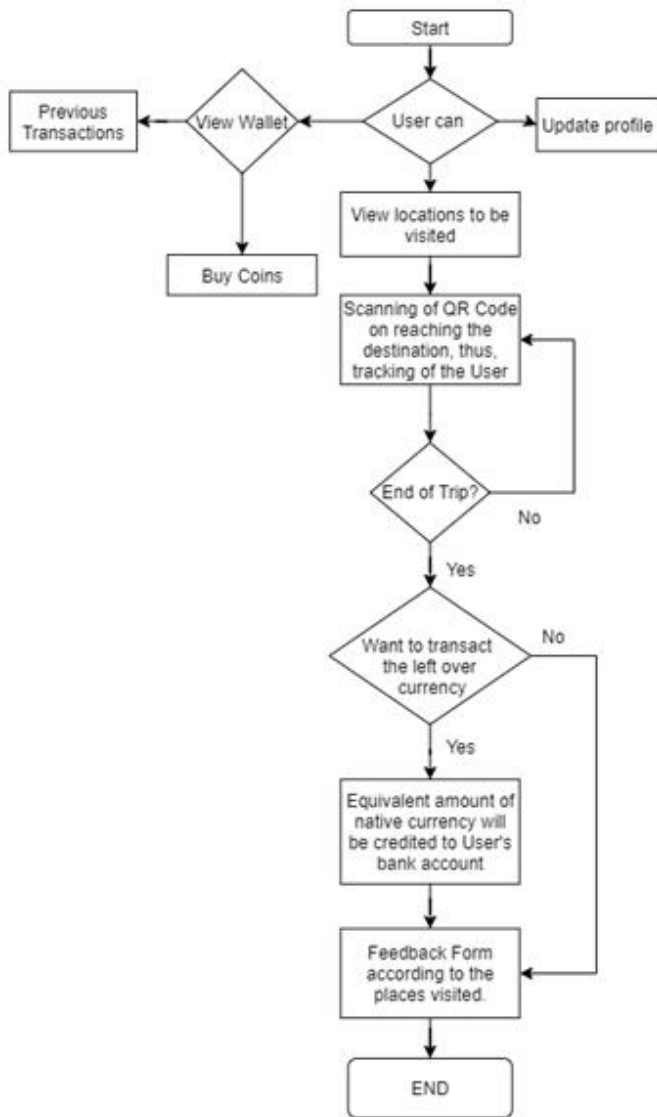 Start
Previous
Transactions
View Wallet
User can
Update profile
View locations to be
visited
Buy Coins
Scanning of QR Code
on reaching the
destination, thus,
tracking of the User
End of Trip?
No
Yes
Want to transact
the left over
currency
No
Yes
Equivalent amount of
native currency will
be credited to User's
bank account
Feedback Form
according to the
places visited.
END